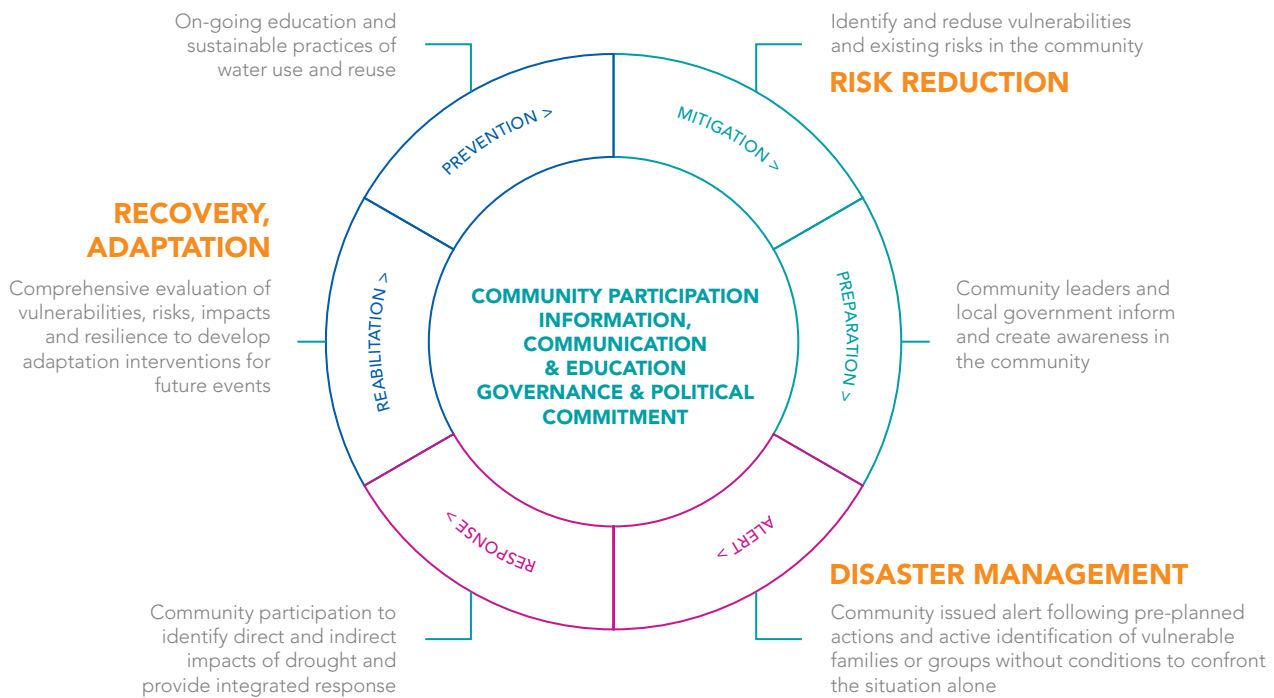 On-going education and
sustainable practices of
water use and reuse
Identify and reduse vulnerabilities
and existing risks in the community
RISK REDUCTION
PREVENTION >
MITIGATION >
RECOVERY,
ADAPTATION
Comprehensive evaluation of
vulnerabilities, risks, impacts
and resilience to develop
adaptation interventions for
future events
REABILITATION >
COMMUNITY PARTICIPATION
INFORMATION,
COMMUNICATION
& EDUCATION
GOVERNANCE & POLITICAL
COMMITMENT
PREPARATION >
Community leaders and
local government inform
and create awareness in
the community
RESPONSE >
ALERT >
DISASTER MANAGEMENT
Community participation to
identify direct and indirect
impacts of drought and
provide integrated response
Community issued alert following pre-planned
actions and active identification of vulnerable
families or groups without conditions to confront
the situation alone